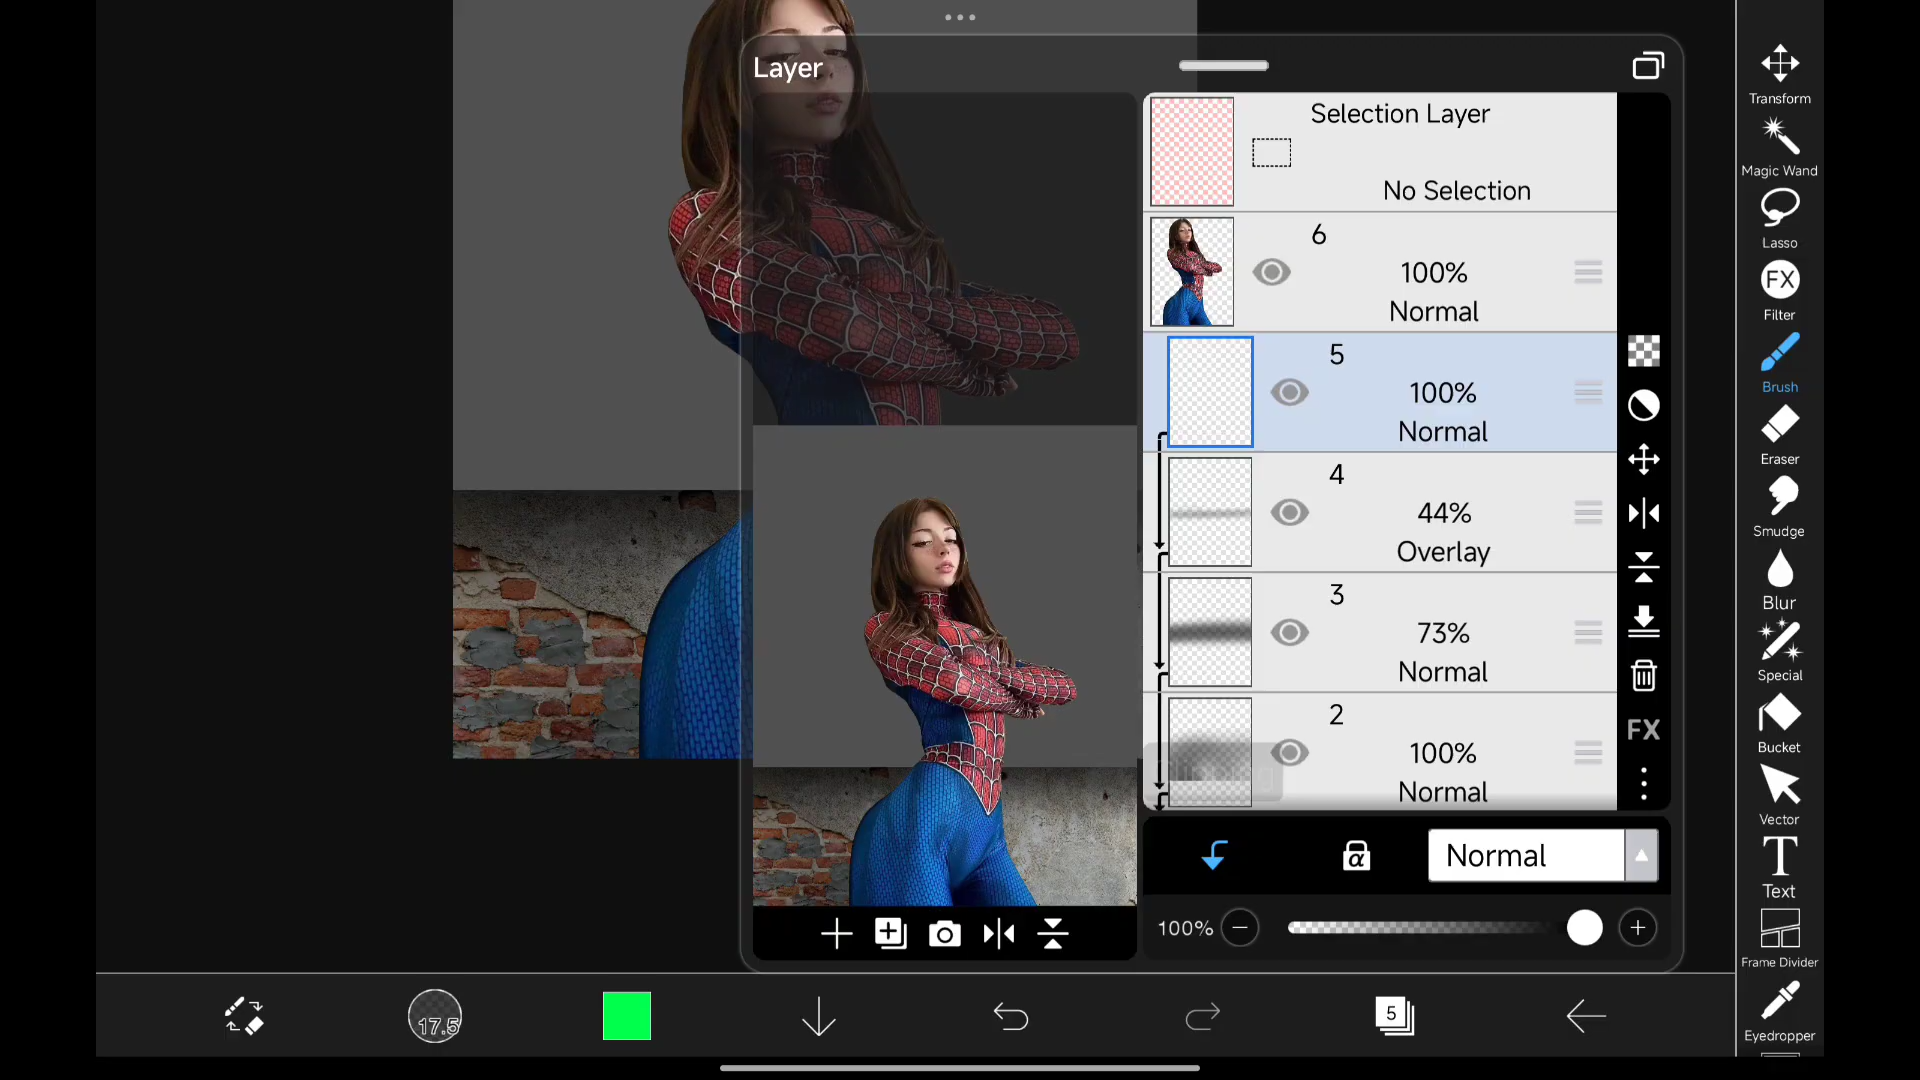 Layer
Selection Layer
No Selection
6
100%
Normal
5
100%
Normal
4
44%
Overlay
3
73%
Normal
2
100%
Normal
FX
α
Normal
100%
Transform
Magic Wand
Lasso
FX
Filter
Brush
Eraser
Smudge
Blur
Special
Bucket
Vector
T
Text
Frame Divider
Eyedropper
17.5
5